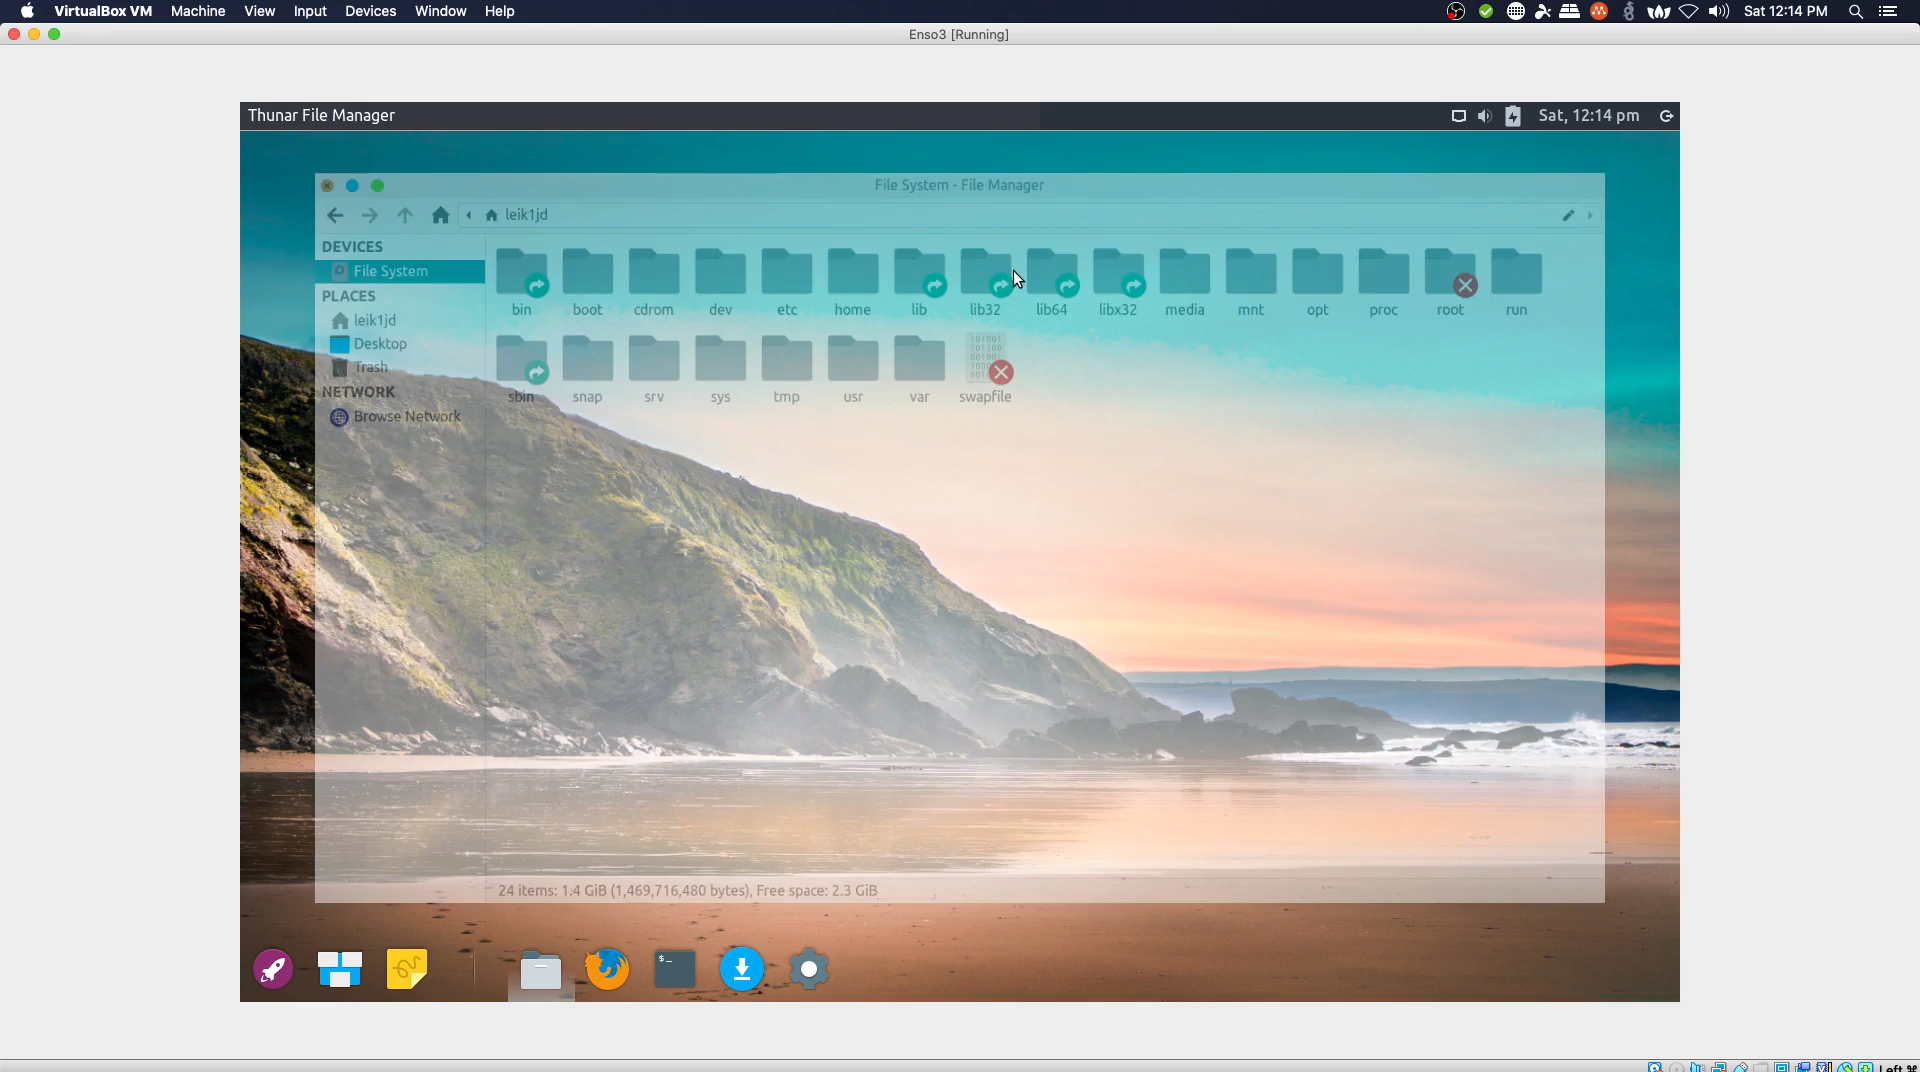 VirtualBox VM Machine View Input Devices Window Help Sat 12:14 PM
Enso3 [Running]
Thunar File Manager Sat, 12:14 pm
File System - File Manager
leik1jd
DEVICES
File System
PLACES
leik1jd
Desktop
Trash
NETWORK
Browse Network
bin boot cdrom dev etc home lib lib32 lib64 libx32 media mnt opt proc root run
sbin snap srv sys tmp usr var swapfile
24 items: 1.4 GiB (1,469,716,480 bytes), Free space: 2.3 GiB
Left ⌘